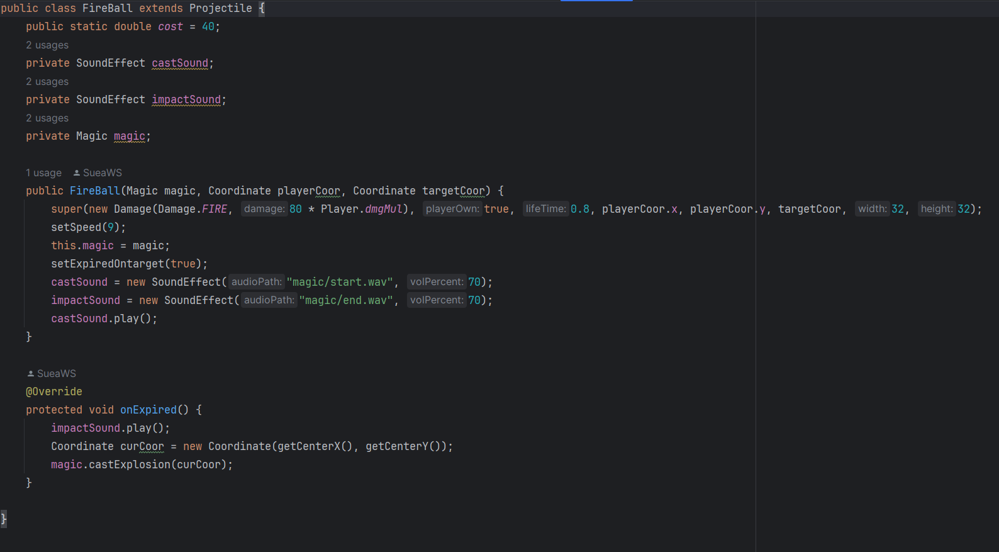 public class FireBall extends Projectile {
public static double cost = 40;
2 usages
private SoundEffect castSound;
2 usages
private SoundEffect impactSound;
2 usages
private Magic magic;
1 usage SueaWS
public FireBall(Magic magic, Coordinate playerCoor, Coordinate targetCoor) {
super(new Damage(Damage.FIRE, damage: 80 * Player.dmgMul), playerOwn: true, lifeTime: 0.8, playerCoor.x, playerCoor.y, targetCoor, width: 32, height: 32);
setSpeed(9);
this.magic = magic;
setExpiredOntarget(true);
castSound = new SoundEffect( audioPath: "magic/start.wav", volPercent: 70);
impactSound = new SoundEffect( audioPath: "magic/end.wav", volPercent: 70);
castSound.play();
}
SueaWS
@Override
protected void onExpired() {
impactSound.play();
Coordinate curCoor = new Coordinate(getCenterX(), getCenterY());
magic.castExplosion(curCoor);
}
}